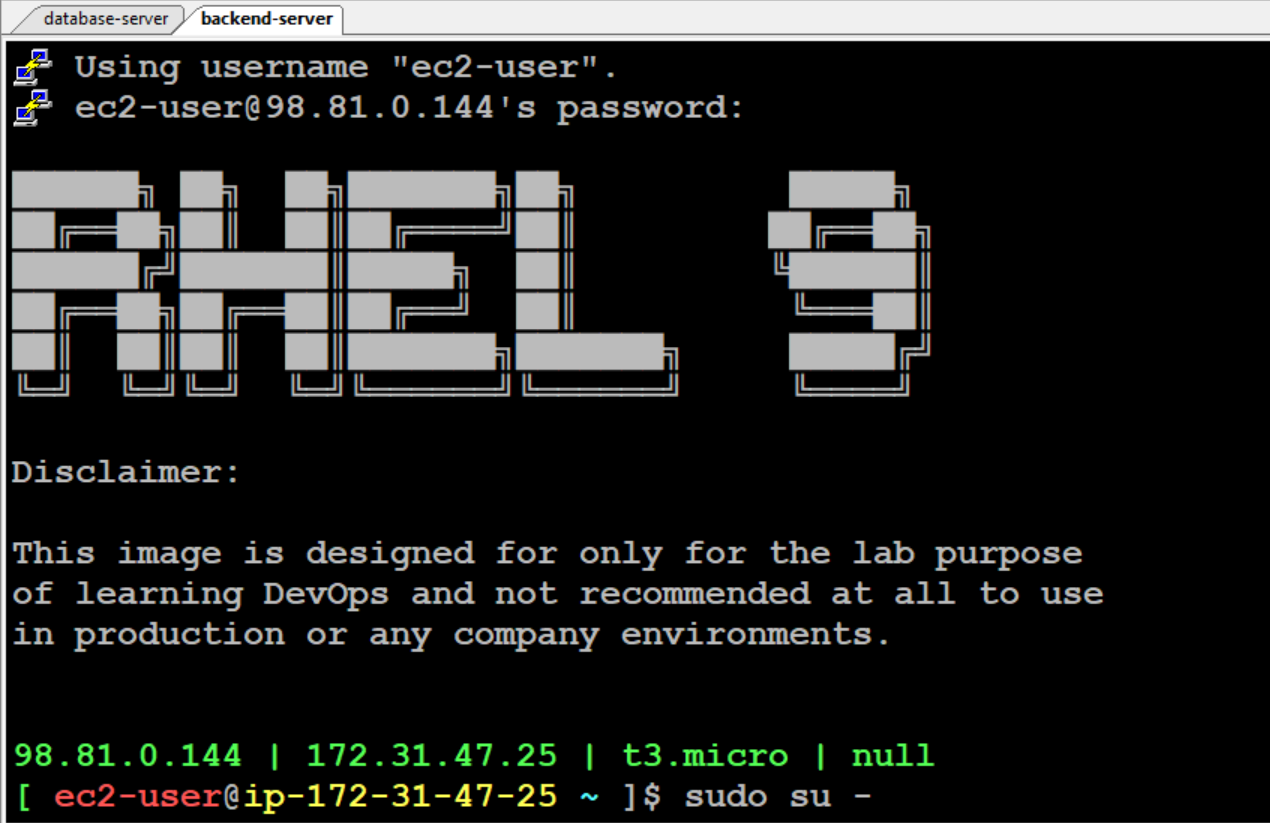 database-server
backend-server
Using username "ec2-user".
ec2-user@98.81.0.144's password:
RHEL 9
Disclaimer:
This image is designed for only for the lab purpose
of learning DevOps and not recommended at all to use
in production or any company environments.
98.81.0.144 | 172.31.47.25 | t3.micro | null
[ ec2-user@ip-172-31-47-25 ~ ]$ sudo su -